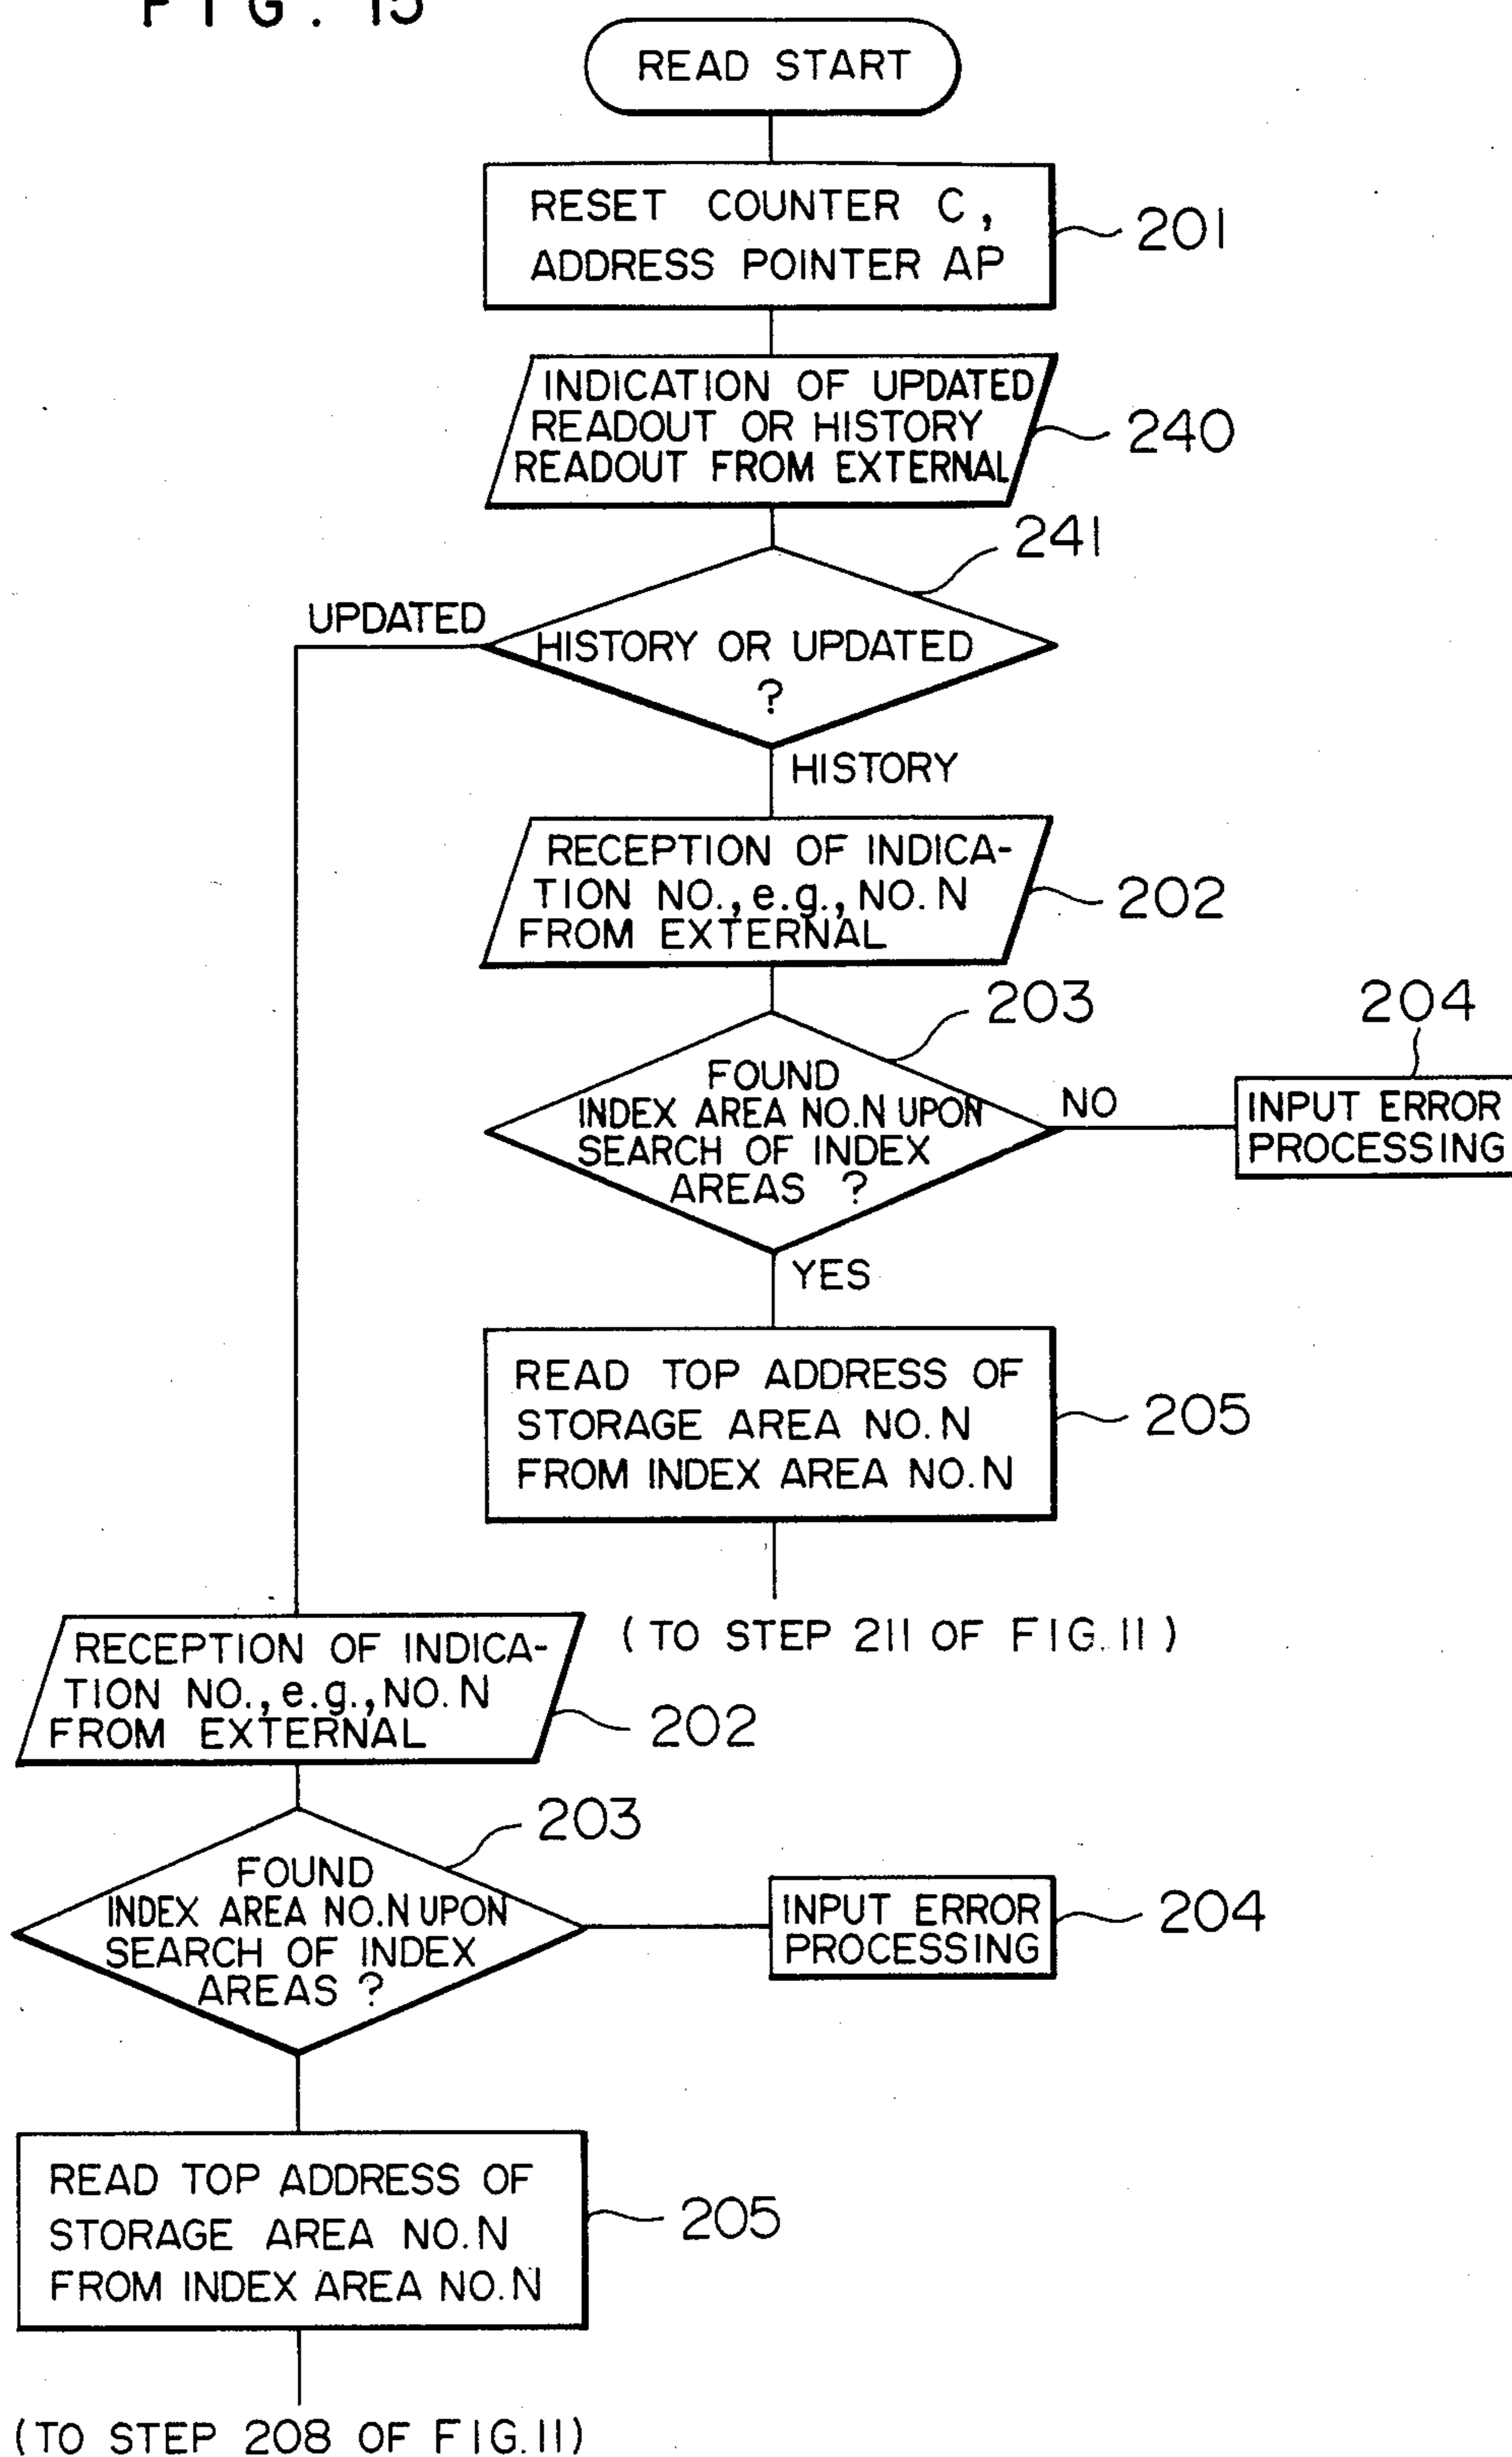 FIG. 15
READ START
RESET COUNTER C,
ADDRESS POINTER AP
201
INDICATION OF UPDATED
READOUT OR HISTORY
READOUT FROM EXTERNAL
240
241
UPDATED
HISTORY OR UPDATED
?
HISTORY
RECEPTION OF INDICA-
TION NO., e.g., NO. N
FROM EXTERNAL
202
203
FOUND
INDEX AREA NO. N UPON
SEARCH OF INDEX
AREAS ?
NO
204
INPUT ERROR
PROCESSING
YES
READ TOP ADDRESS OF
STORAGE AREA NO. N
FROM INDEX AREA NO. N
205
(TO STEP 211 OF FIG. 11)
RECEPTION OF INDICA-
TION NO., e.g., NO. N
FROM EXTERNAL
202
203
FOUND
INDEX AREA NO. N UPON
SEARCH OF INDEX
AREAS ?
INPUT ERROR
PROCESSING
204
READ TOP ADDRESS OF
STORAGE AREA NO. N
FROM INDEX AREA NO. N
205
(TO STEP 208 OF FIG. 11)